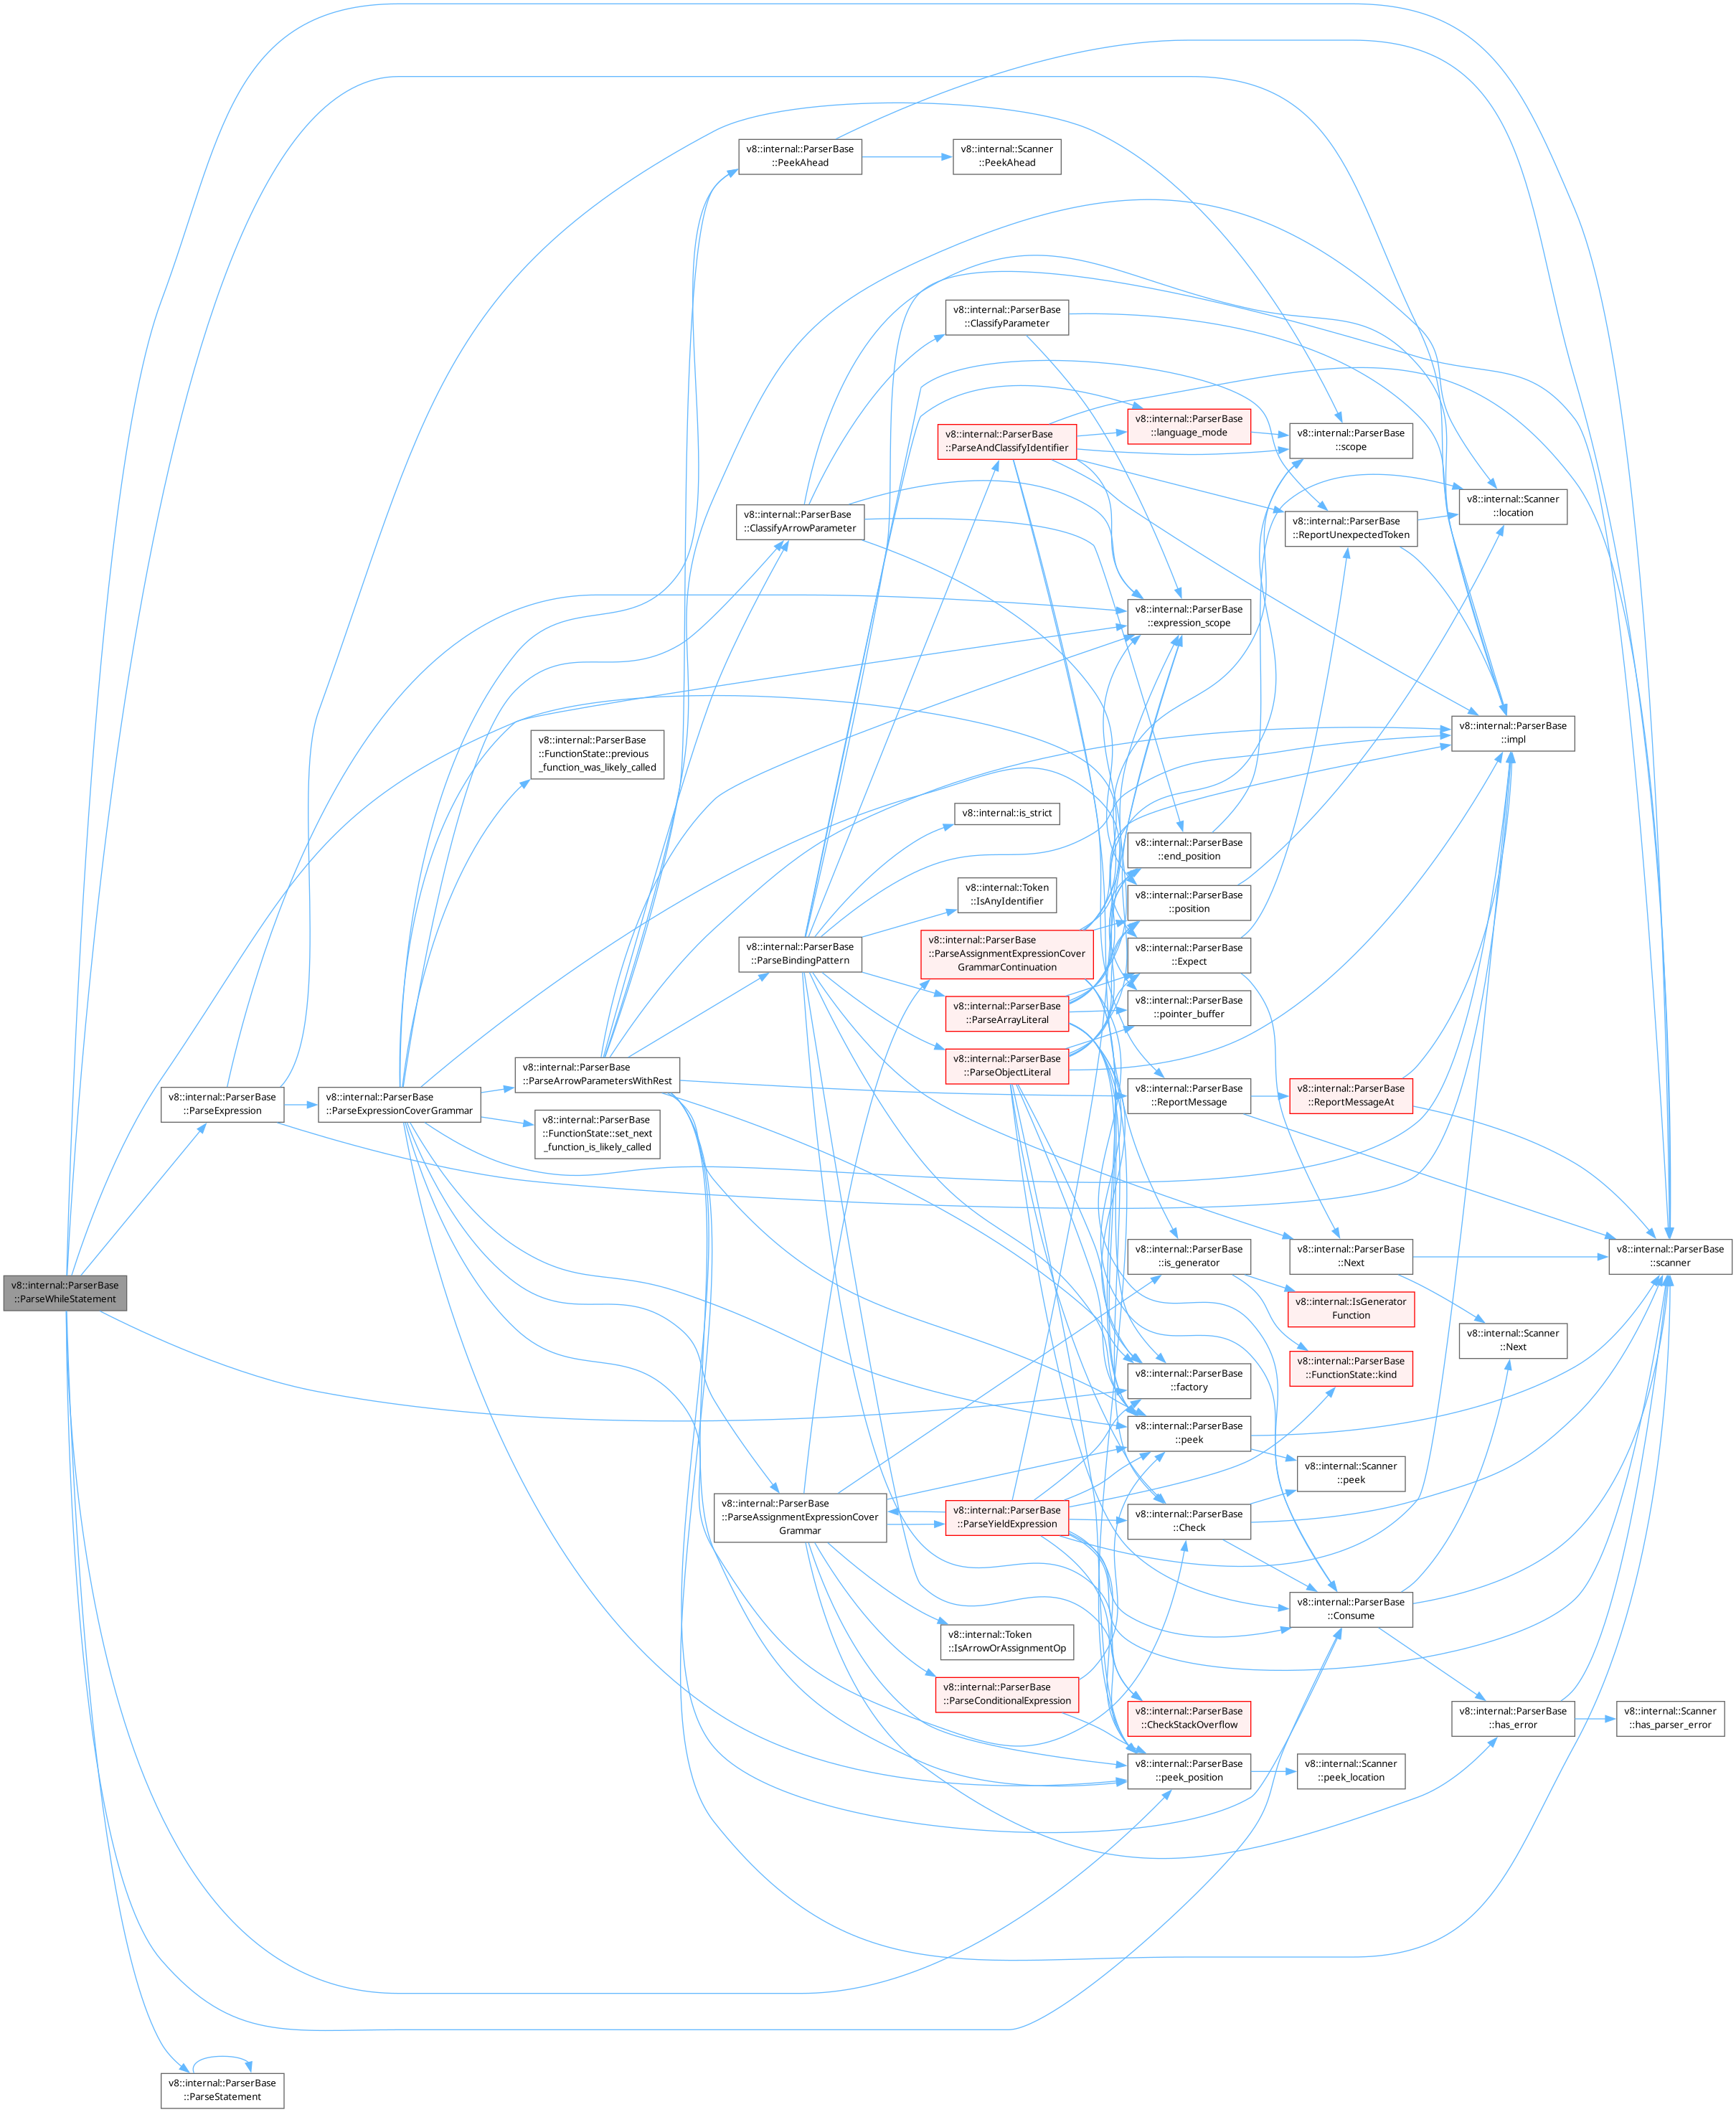 v8::internal::ParserBase
::PeekAhead
v8::internal::Scanner
::PeekAhead
v8::internal::ParserBase
::ClassifyParameter
v8::internal::ParserBase
::language_mode
v8::internal::ParserBase
::ParseAndClassifyIdentifier
v8::internal::ParserBase
::scope
v8::internal::Scanner
::location
v8::internal::ParserBase
::ClassifyArrowParameter
v8::internal::ParserBase
::ReportUnexpectedToken
v8::internal::ParserBase
::expression_scope
v8::internal::ParserBase
::impl
v8::internal::ParserBase
::FunctionState::previous
_function_was_likely_called
v8::internal::is_strict
v8::internal::ParserBase
::end_position
v8::internal::Token
::IsAnyIdentifier
v8::internal::ParserBase
::position
v8::internal::ParserBase
::ParseBindingPattern
v8::internal::ParserBase
::ParseAssignmentExpressionCover
GrammarContinuation
v8::internal::ParserBase
::Expect
v8::internal::ParserBase
::ParseArrayLiteral
v8::internal::ParserBase
::pointer_buffer
v8::internal::ParserBase
::ParseObjectLiteral
v8::internal::ParserBase
::ParseArrowParametersWithRest
v8::internal::ParserBase
::ParseExpression
v8::internal::ParserBase
::ParseExpressionCoverGrammar
v8::internal::ParserBase
::ReportMessage
v8::internal::ParserBase
::ReportMessageAt
v8::internal::ParserBase
::FunctionState::set_next
_function_is_likely_called
v8::internal::ParserBase
::ParseWhileStatement
v8::internal::ParserBase
::is_generator
v8::internal::ParserBase
::Next
v8::internal::ParserBase
::scanner
v8::internal::IsGenerator
Function
v8::internal::Scanner
::Next
v8::internal::ParserBase
::factory
v8::internal::ParserBase
::FunctionState::kind
v8::internal::ParserBase
::peek
v8::internal::Scanner
::peek
v8::internal::ParserBase
::ParseAssignmentExpressionCover
Grammar
v8::internal::ParserBase
::ParseYieldExpression
v8::internal::ParserBase
::Check
v8::internal::ParserBase
::Consume
v8::internal::Token
::IsArrowOrAssignmentOp
v8::internal::ParserBase
::ParseConditionalExpression
v8::internal::ParserBase
::CheckStackOverflow
v8::internal::ParserBase
::has_error
v8::internal::Scanner
::has_parser_error
v8::internal::ParserBase
::peek_position
v8::internal::Scanner
::peek_location
v8::internal::ParserBase
::ParseStatement